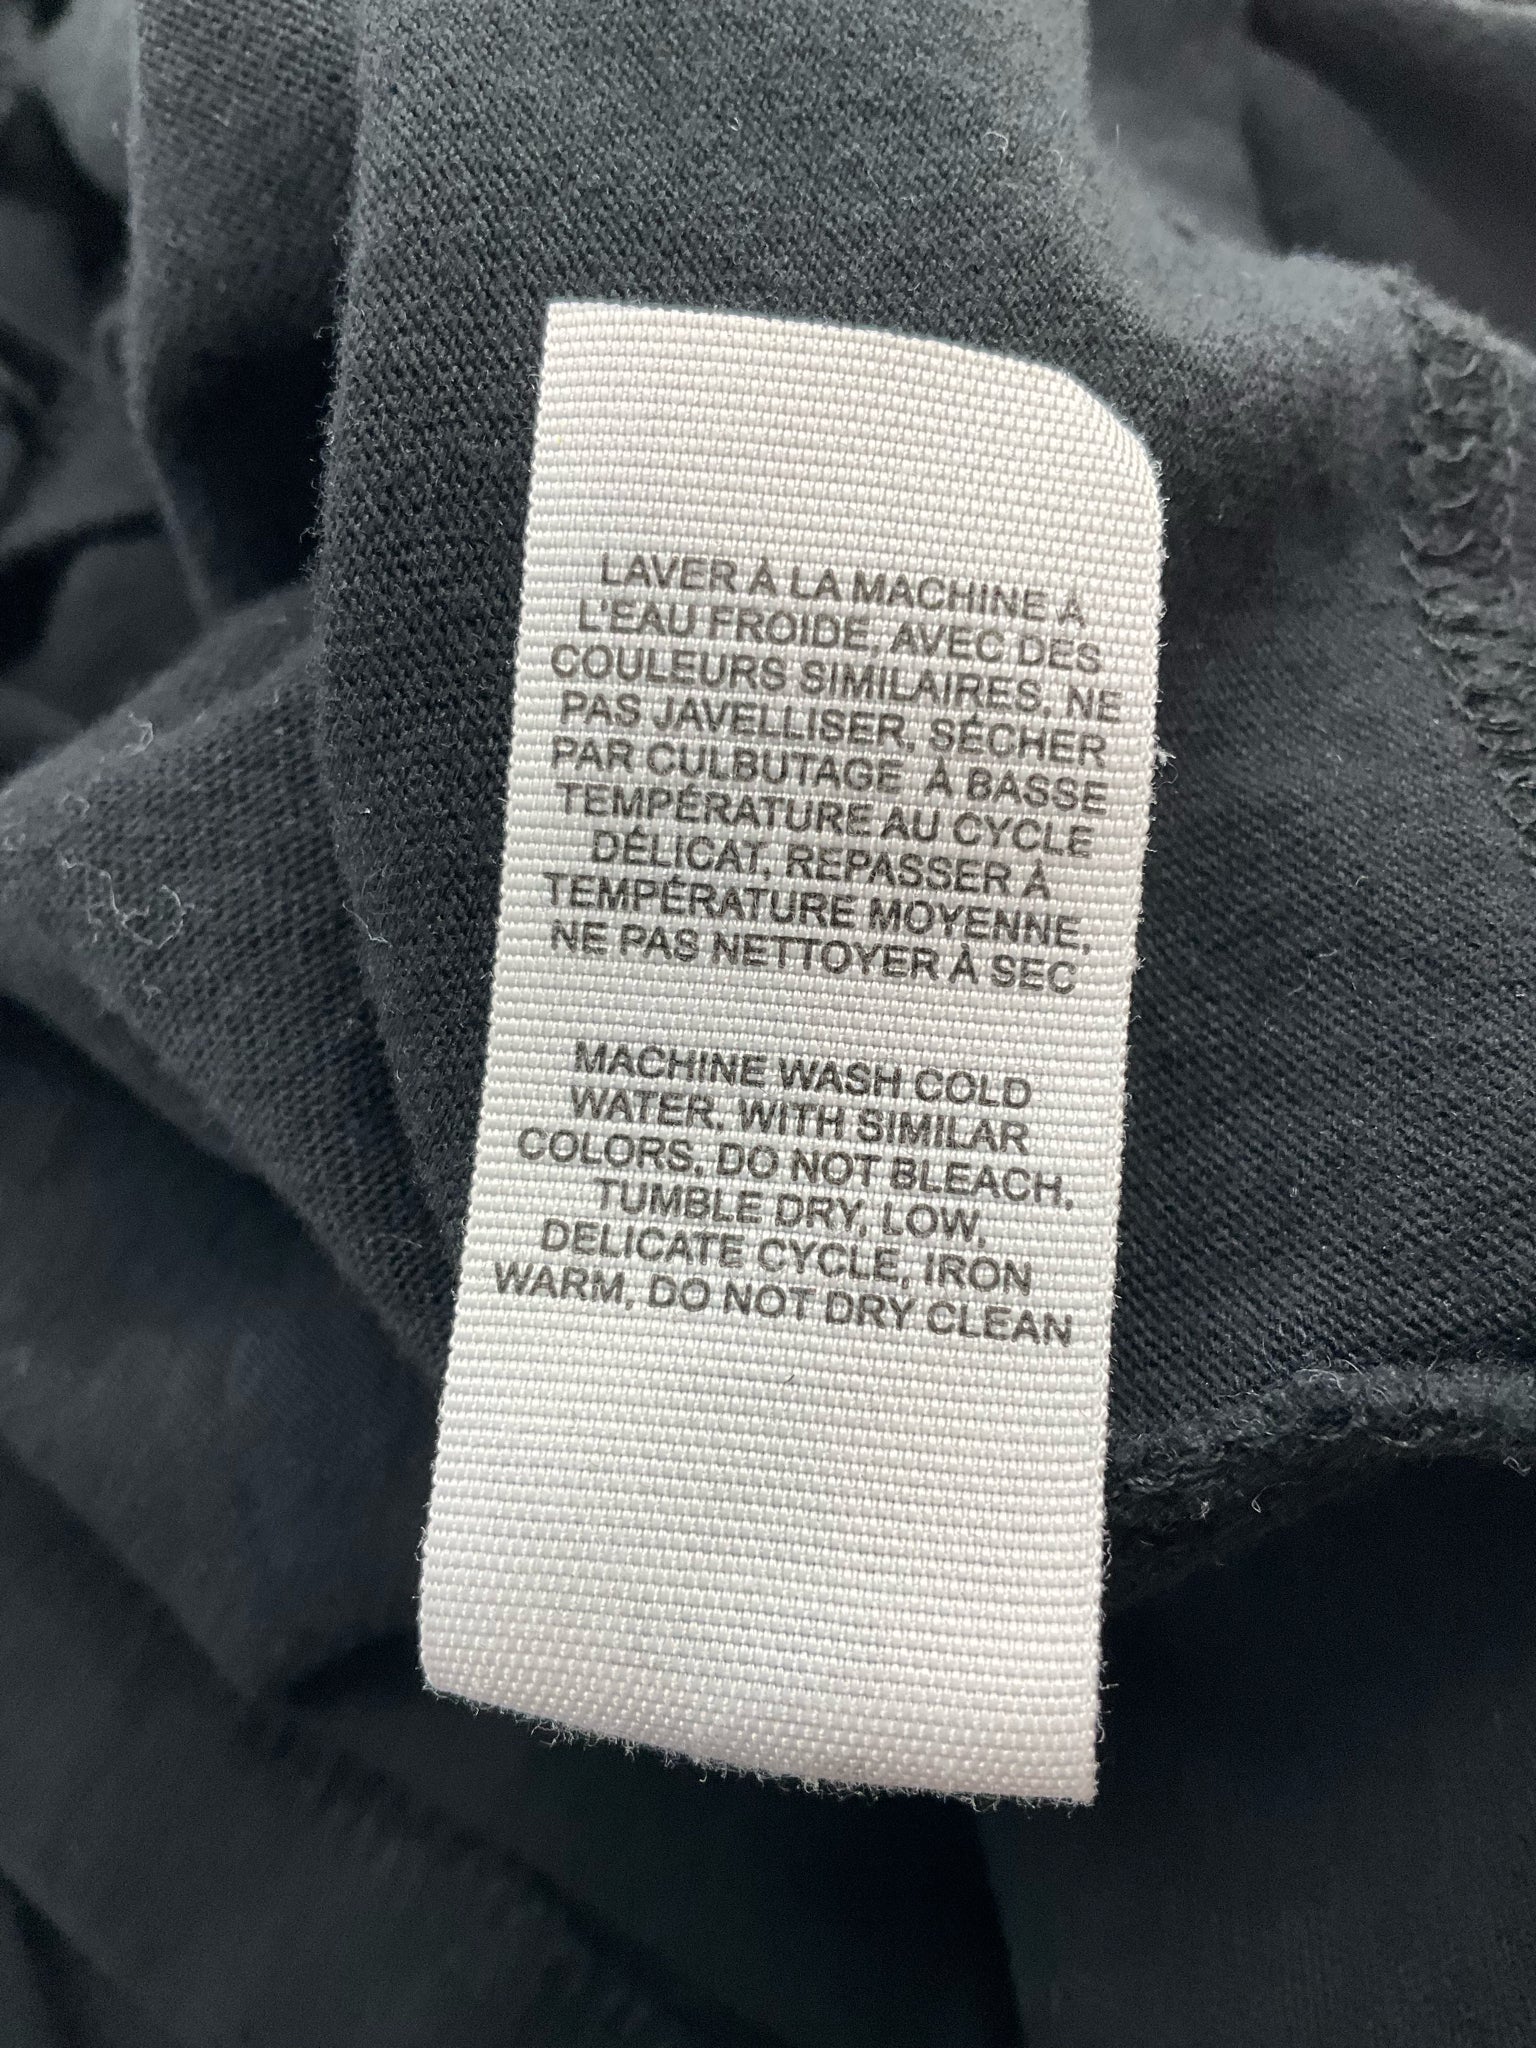 LAVER À LA MACHINE À
L'EAU FROIDE, AVEC DES
COULEURS SIMILAIRES, NE
PAS JAVELLISER, SÉCHER
PAR CULBUTAGE À BASSE
TEMPÉRATURE AU CYCLE
DÉLICAT, REPASSER À
TEMPÉRATURE MOYENNE,
NE PAS NETTOYER À SEC
MACHINE WASH COLD
WATER, WITH SIMILAR
COLORS, DO NOT BLEACH,
TUMBLE DRY, LOW,
DELICATE CYCLE, IRON
WARM, DO NOT DRY CLEAN